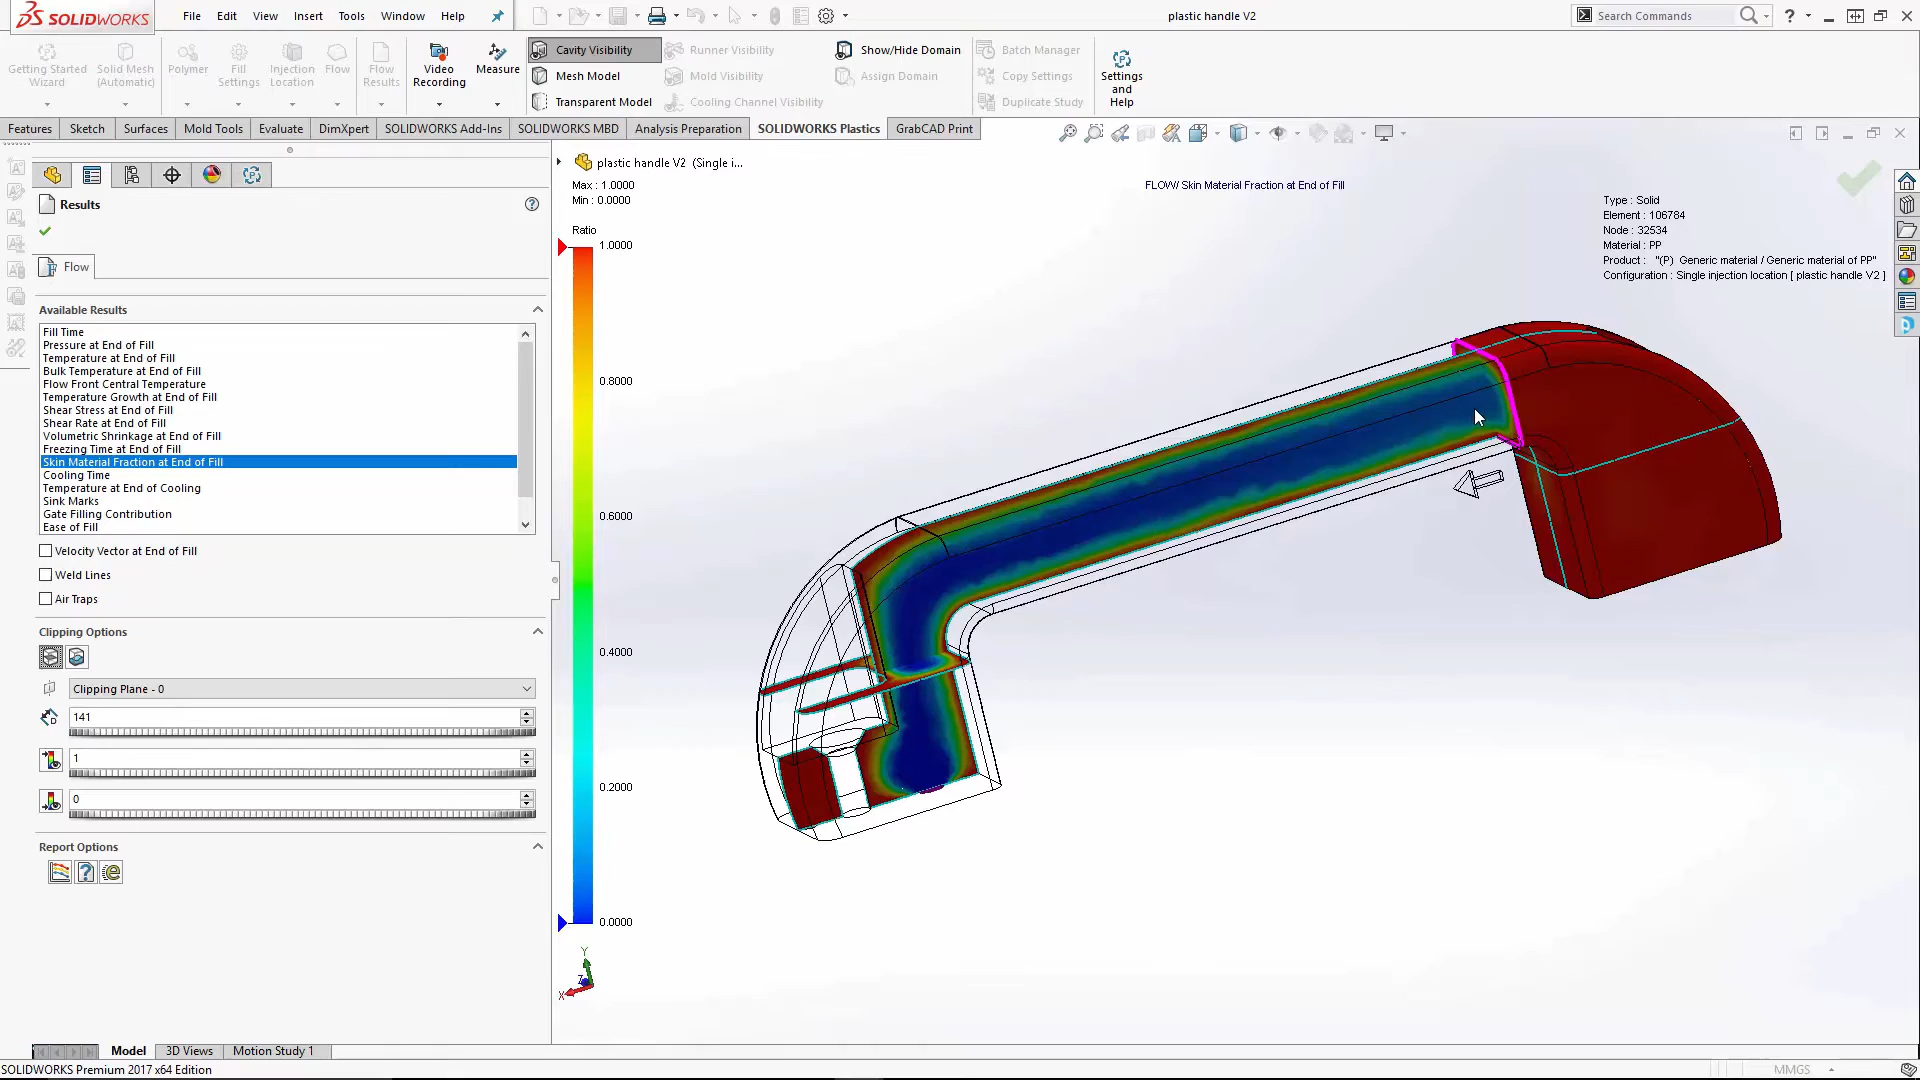 SOLIDWORKS
File Edit View Insert Tools Window Help
plastic handle V2
Search Commands
Getting Started Wizard
Solid Mesh (Automatic)
Polymer
Fill Settings
Injection Location
Flow
Flow Results
Video Recording
Measure
Cavity Visibility
Mesh Model
Transparent Model
Runner Visibility
Mold Visibility
Cooling Channel Visibility
Show/Hide Domain
Assign Domain
Batch Manager
Copy Settings
Duplicate Study
Settings and Help
Features Sketch Surfaces Mold Tools Evaluate DimXpert SOLIDWORKS Add-Ins SOLIDWORKS MBD Analysis Preparation SOLIDWORKS Plastics GrabCAD Print
Results
Flow
Available Results
Fill Time
Pressure at End of Fill
Temperature at End of Fill
Bulk Temperature at End of Fill
Flow Front Central Temperature
Temperature Growth at End of Fill
Shear Stress at End of Fill
Shear Rate at End of Fill
Volumetric Shrinkage at End of Fill
Freezing Time at End of Fill
Skin Material Fraction at End of Fill
Cooling Time
Temperature at End of Cooling
Sink Marks
Gate Filling Contribution
Ease of Fill
Velocity Vector at End of Fill
Weld Lines
Air Traps
Clipping Options
Clipping Plane - 0
141
1
0
Report Options
plastic handle V2 (Single i...
Max : 1.0000
Min : 0.0000
Ratio
1.0000
0.8000
0.6000
0.4000
0.2000
0.0000
FLOW/ Skin Material Fraction at End of Fill
Type : Solid
Element : 106784
Node : 32534
Material : PP
Product : "(P) Generic material / Generic material of PP"
Configuration : Single injection location [ plastic handle V2 ]
Y
Z
X
Model 3D Views Motion Study 1
SOLIDWORKS Premium 2017 x64 Edition
MMGS